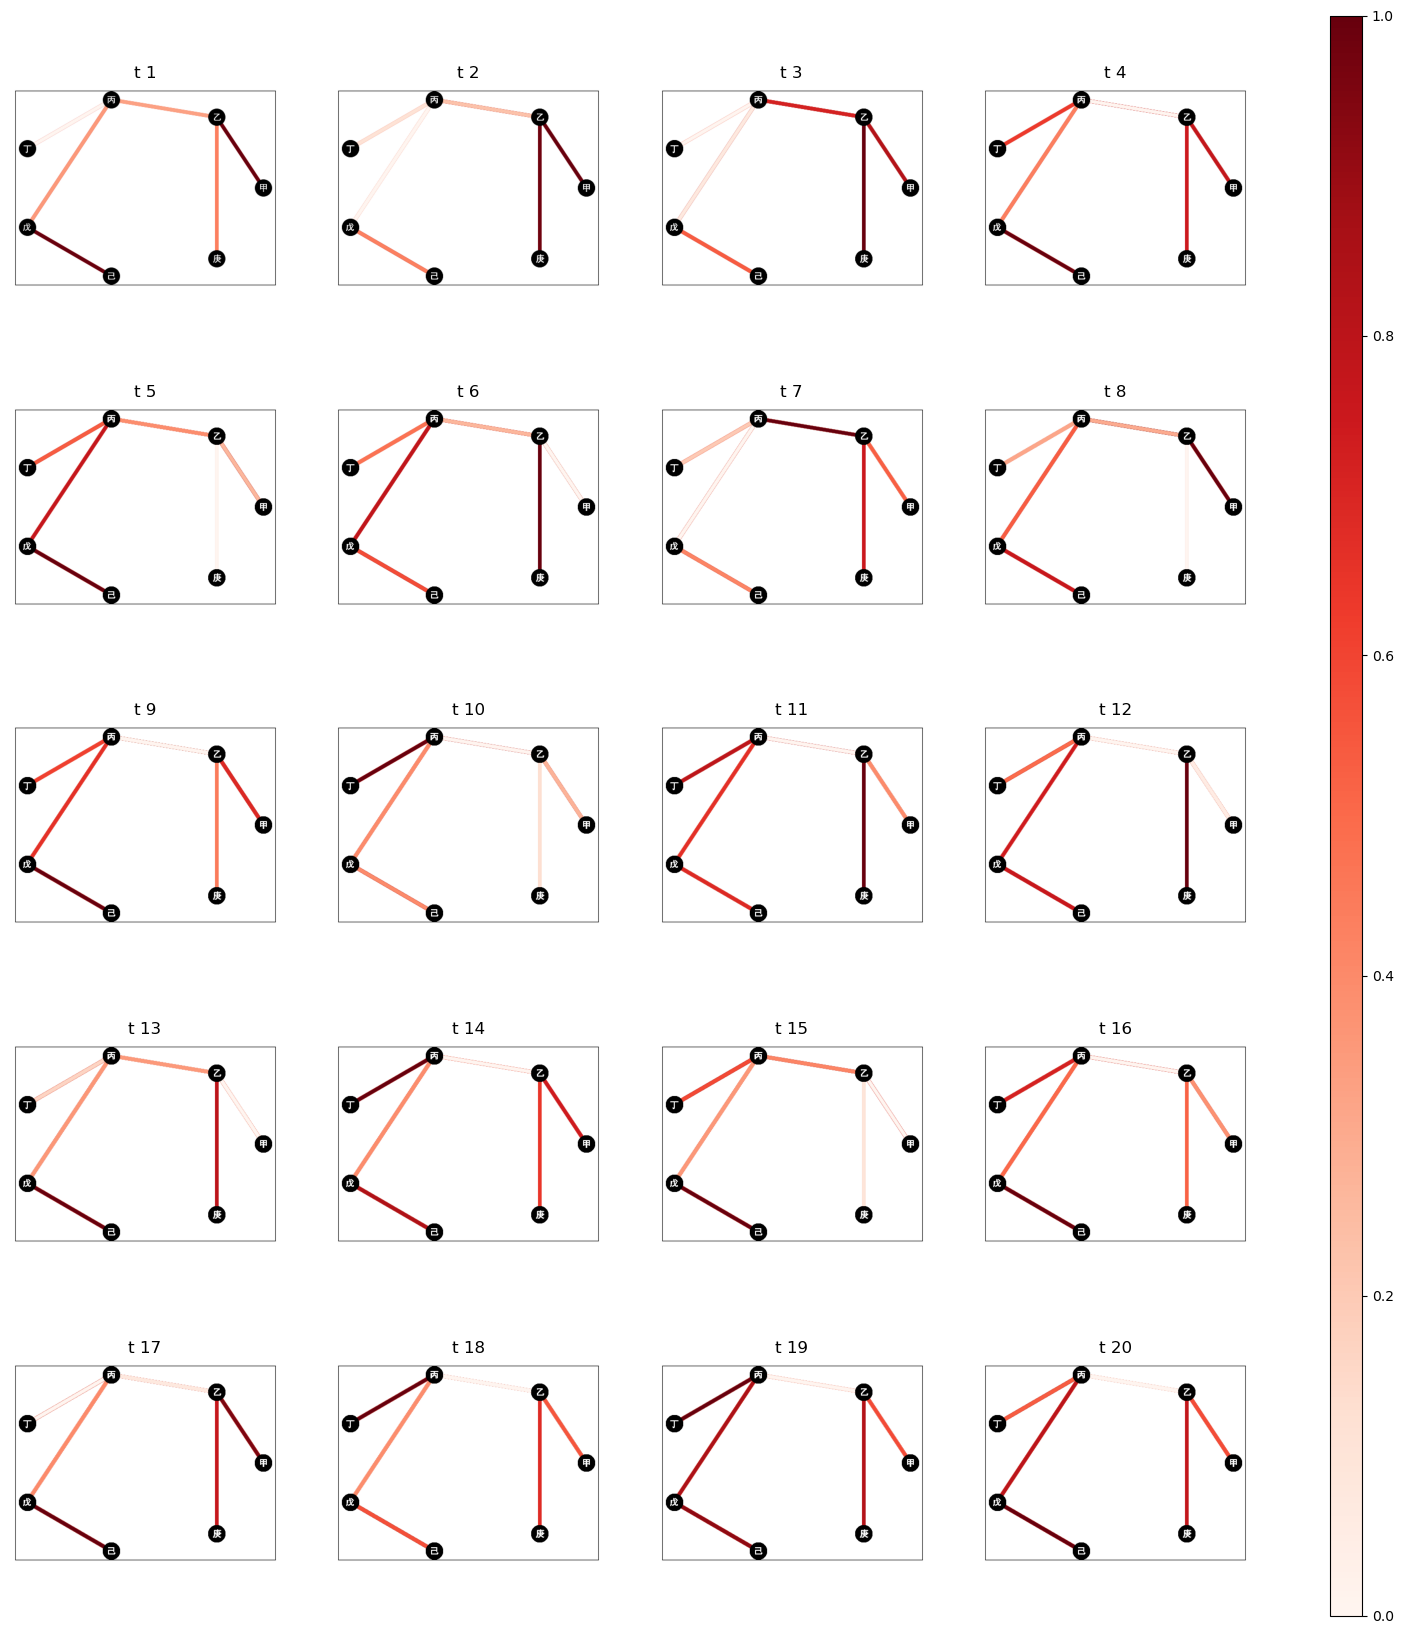 t 1
t 2
t 3
t 4
丙
乙
丁
甲
戊
庚
己
丙
乙
丁
甲
戊
庚
己
丙
乙
丁
甲
戊
庚
己
丙
乙
丁
甲
戊
庚
己
t 5
t 6
t 7
t 8
丙
乙
丁
甲
戊
庚
己
丙
乙
丁
甲
戊
庚
己
丙
乙
丁
甲
戊
庚
己
丙
乙
丁
甲
戊
庚
己
t 9
t 10
t 11
t 12
丙
乙
丁
甲
戊
庚
己
丙
乙
丁
甲
戊
庚
己
丙
乙
丁
甲
戊
庚
己
丙
乙
丁
甲
戊
庚
己
t 13
t 14
t 15
t 16
丙
乙
丁
甲
戊
庚
己
丙
乙
丁
甲
戊
庚
己
丙
乙
丁
甲
戊
庚
己
丙
乙
丁
甲
戊
庚
己
t 17
t 18
t 19
t 20
丙
乙
丁
甲
戊
庚
己
丙
乙
丁
甲
戊
庚
己
丙
乙
丁
甲
戊
庚
己
丙
乙
丁
甲
戊
庚
己
1.0
0.8
0.6
0.4
0.2
0.0